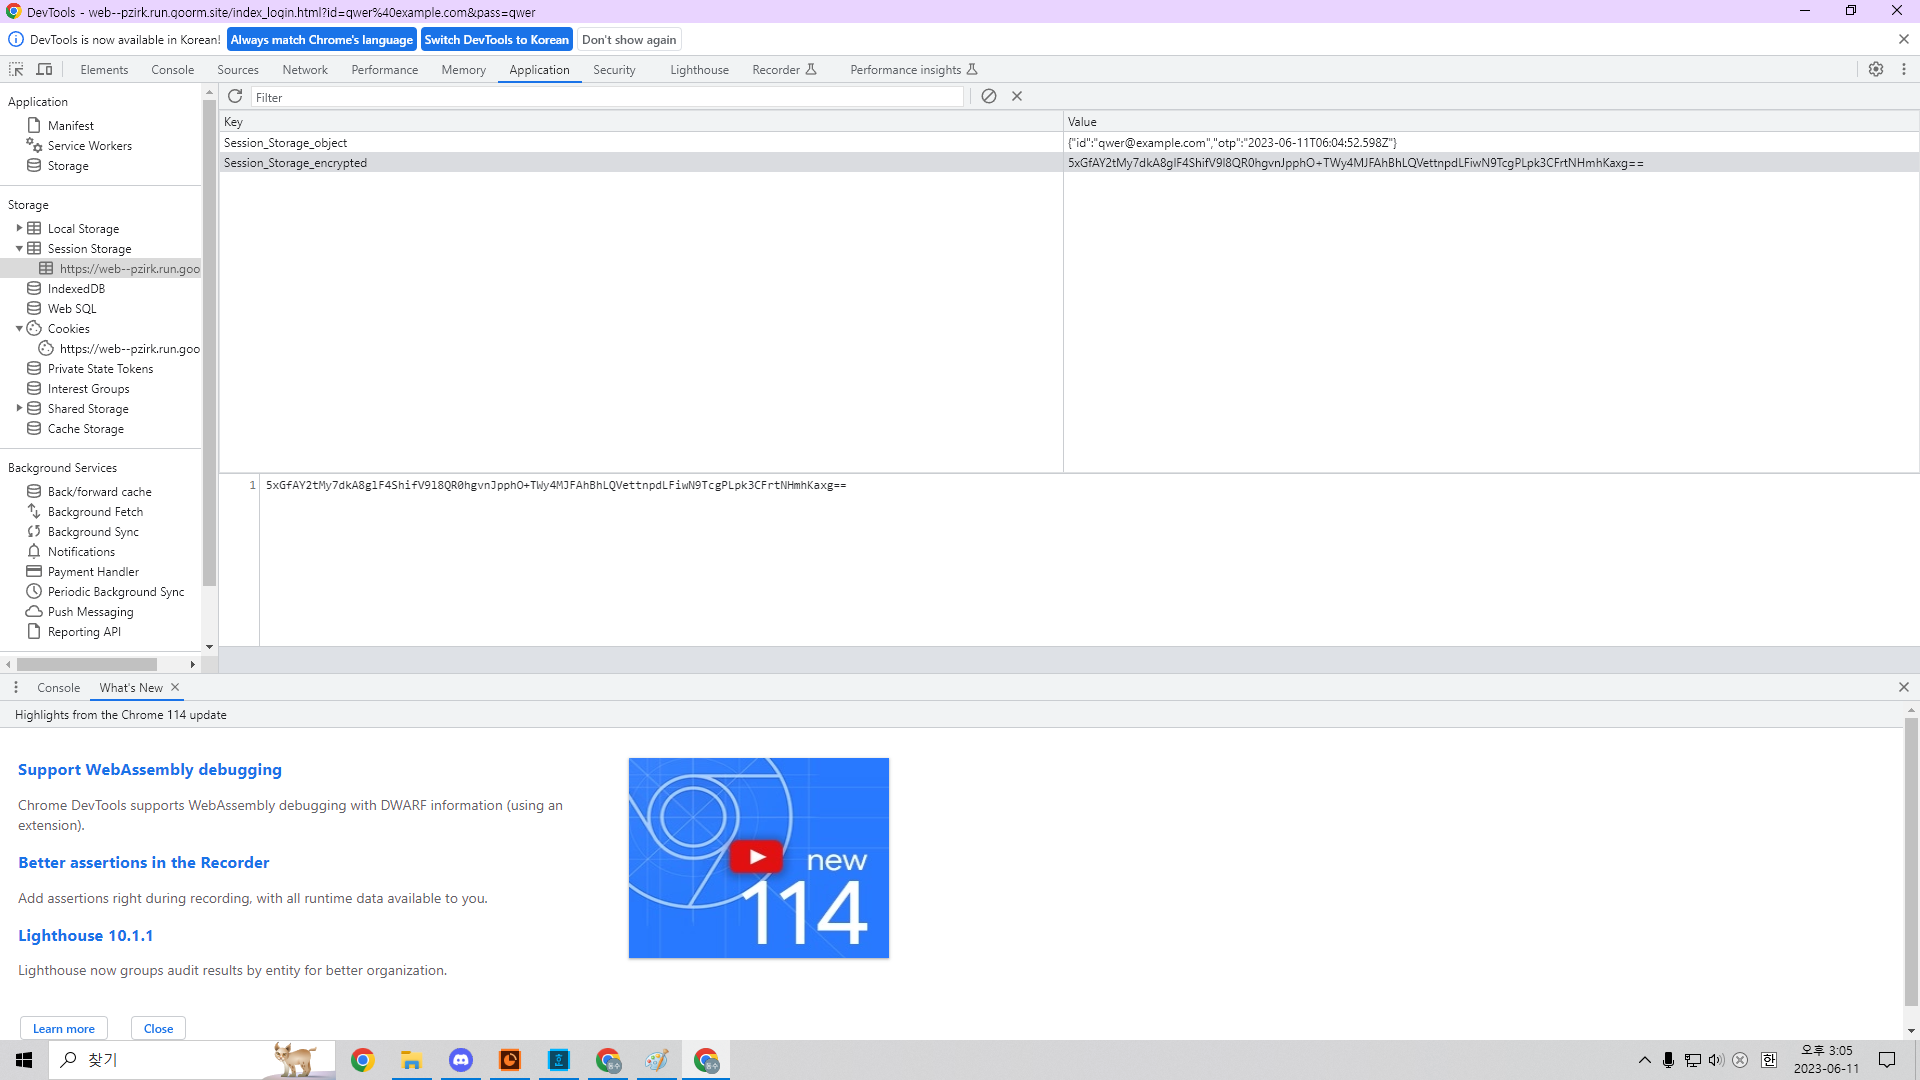 DevTools - web--pzirk.run.goorm.site/index_login.html?id=qwer%40example.com&pass=qwer
DevTools is now available in Korean!
Always match Chrome's language
Switch DevTools to Korean
Don't show again
Elements
Console
Sources
Network
Performance
Memory
Application
Security
Lighthouse
Recorder
Performance insights
Application
Manifest
Service Workers
Storage
Storage
Local Storage
Session Storage
https://web--pzirk.run.goo
IndexedDB
Web SQL
Cookies
https://web--pzirk.run.goo
Private State Tokens
Interest Groups
Shared Storage
Cache Storage
Background Services
Back/forward cache
Background Fetch
Background Sync
Notifications
Payment Handler
Periodic Background Sync
Push Messaging
Reporting API
Filter
Key
Value
Session_Storage_object
{"id":"qwer@example.com","otp":"2023-06-11T06:04:52.598Z"}
Session_Storage_encrypted
5xGfAY2tMy7dkA8glF4ShifV9l8QR0hgvnJpphO+TWy4MJFAhBhLQVettnpdLFiwN9TcgPLpk3CFrtNHmhKaxg==
1 5xGfAY2tMy7dkA8glF4ShifV9l8QR0hgvnJpphO+TWy4MJFAhBhLQVettnpdLFiwN9TcgPLpk3CFrtNHmhKaxg==
Console
What's New
Highlights from the Chrome 114 update
Support WebAssembly debugging
Chrome DevTools supports WebAssembly debugging with DWARF information (using an
extension).
Better assertions in the Recorder
Add assertions right during recording, with all runtime data available to you.
Lighthouse 10.1.1
Lighthouse now groups audit results by entity for better organization.
new
114
Learn more
Close
찾기
한
오후 3:05
2023-06-11